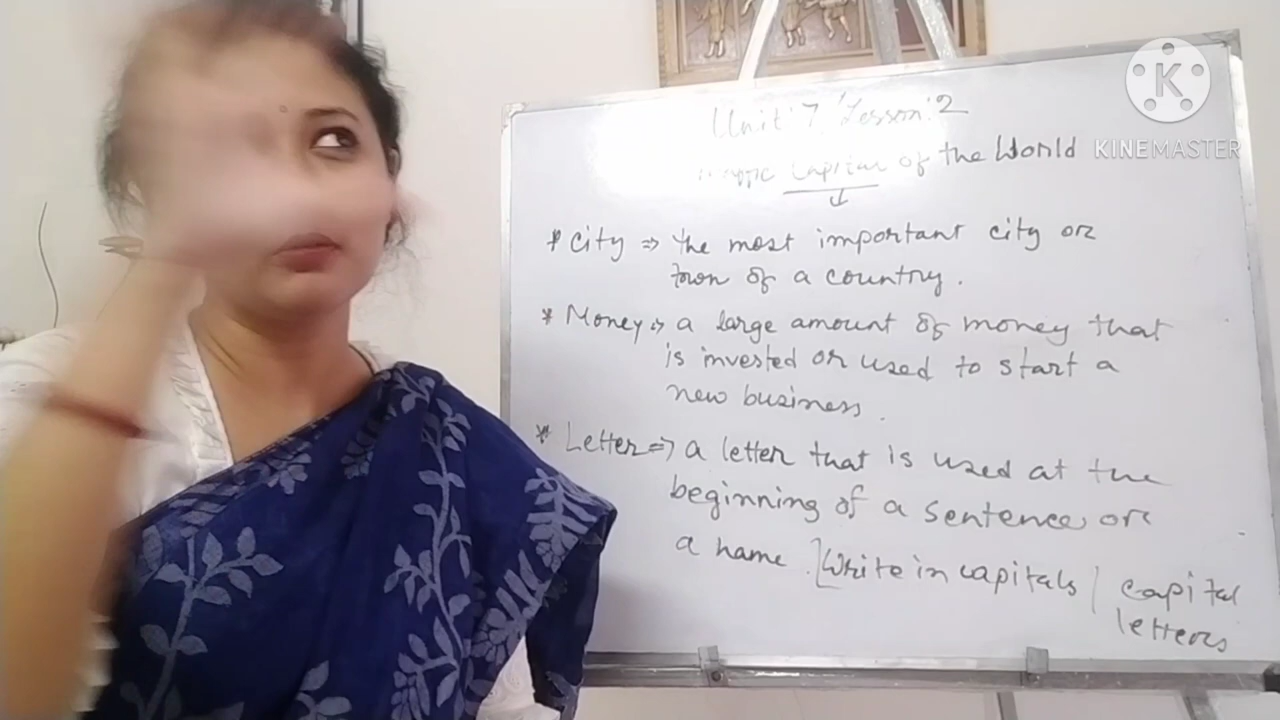 Unit 7, Lesson: 2
Traffic Capital of the World
K KINEMASTER
* City => the most important city or
town of a country.
* Money => a large amount of money that
is invested or used to start a
new business.
* Letter => a letter that is used at the
beginning of a sentence or
a name. [Write in capitals / capital
letters